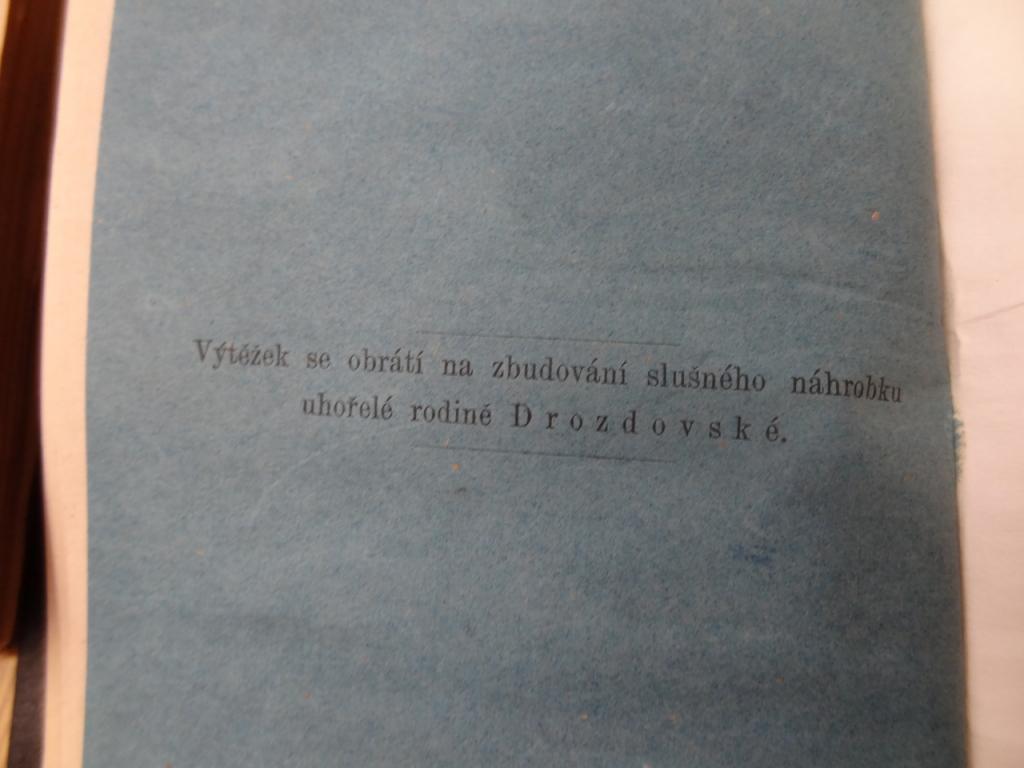 Výtěžek se obrátí na zbudování slušného náhrobku
uhořelé rodině Drozdovské.